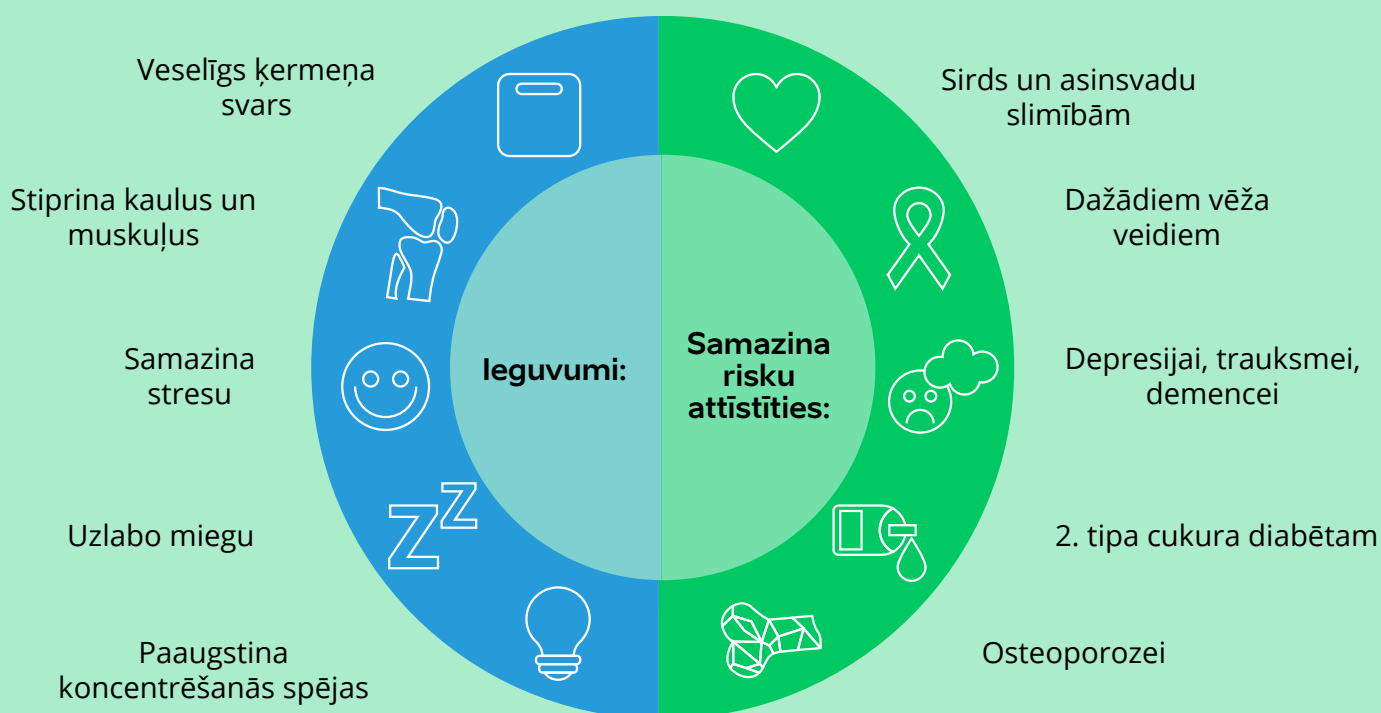 Veselīgs ķermeņa
svars
Stiprina kaulus un
muskuļus
Samazina
stresu
Uzlabo miegu
Paaugstina
koncentrēšanās spējas
Ieguvumi:
Samazina
risku
attīstīties:
Sirds un asinsvadu
slimībām
Dažādiem vēža
veidiem
Depresijai, trauksmei,
demencei
2. tipa cukura diabētam
Osteoporozei